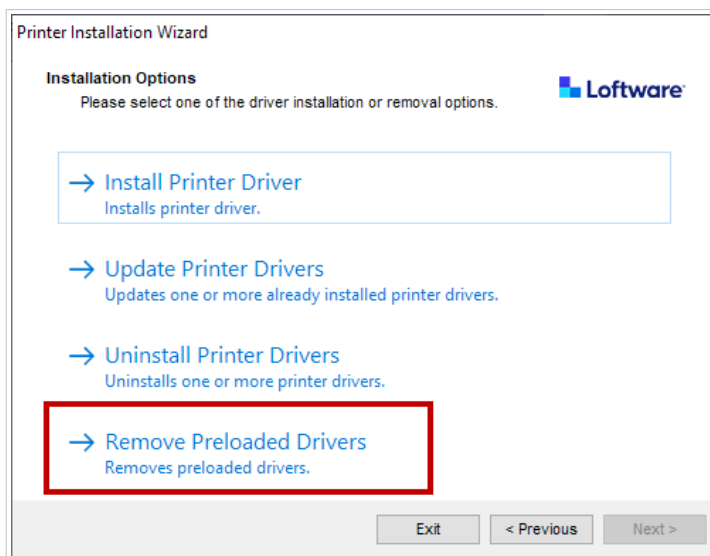 Printer Installation Wizard
Installation Options
Please select one of the driver installation or removal options.
Loftware
Install Printer Driver
Installs printer driver.
Update Printer Drivers
Updates one or more already installed printer drivers.
Uninstall Printer Drivers
Uninstalls one or more printer drivers.
Remove Preloaded Drivers
Removes preloaded drivers.
Exit < Previous Next >